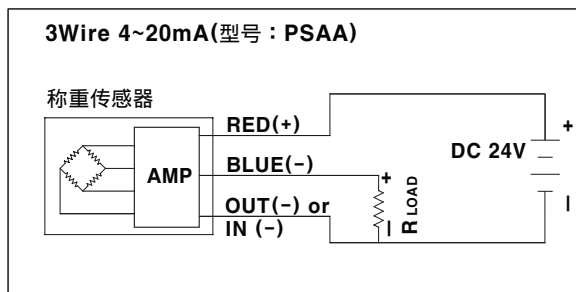 3Wire 4~20mA(型号：PSAA)
称重传感器
RED(+)
AMP
BLUE(−)
OUT(−) or
IN (−)
+
−
R LOAD
DC 24V
+
−